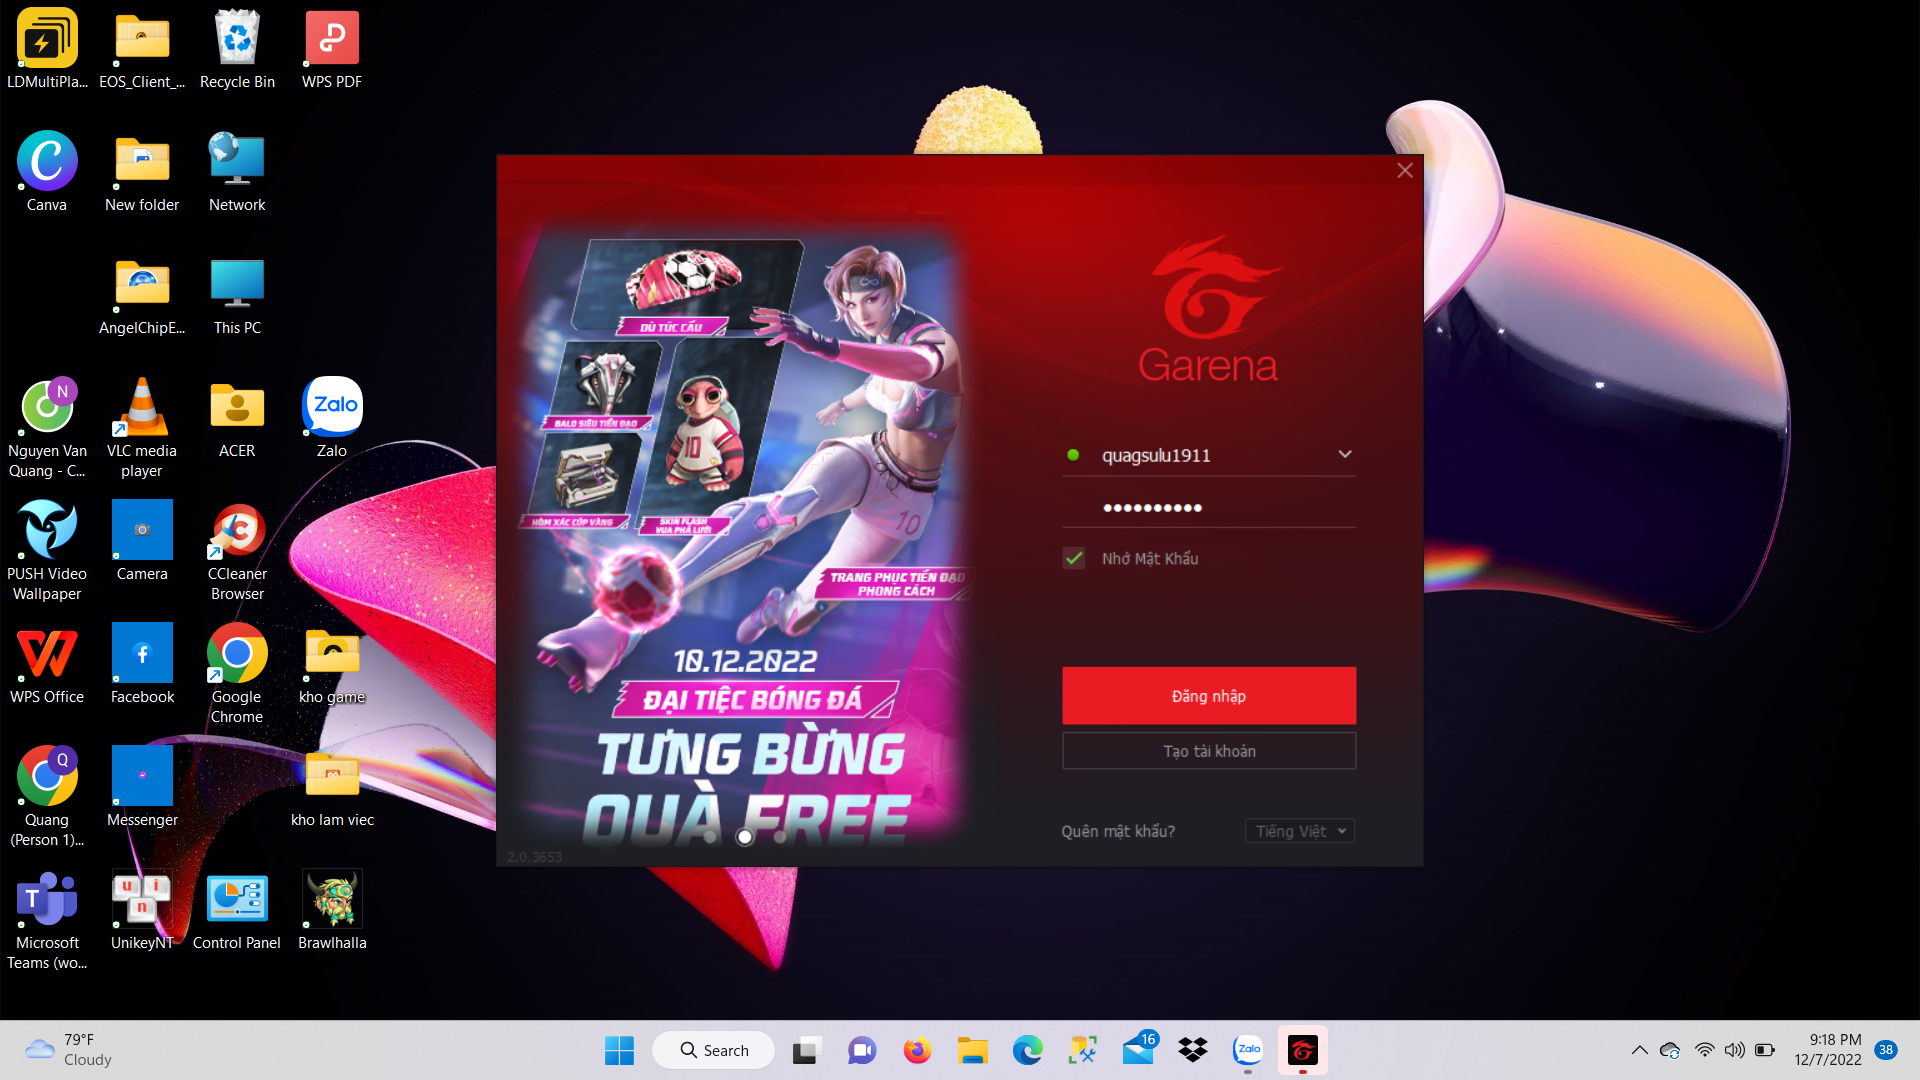 LDMultiPla...
EOS_Client_...
Recycle Bin
WPS PDF
Canva
New folder
Network
AngelChipE...
This PC
N
Nguyen Van
Quang - C...
VLC media
player
ACER
Zalo
Zalo
PUSH Video
Wallpaper
Camera
CCleaner
Browser
WPS Office
Facebook
Google
Chrome
kho game
Q
Quang
(Person 1)...
Messenger
kho lam viec
T
Microsoft
Teams (wo...
u i
n
UnikeyNT
Control Panel
Brawlhalla
DÙ TÚC CẦU
BALO SIÊU TIỀN ĐẠO
10
HÒM XÁC CÚP VÀNG
SKIN FLASH
VUA PHÁ LƯỚI
10
TRANG PHỤC TIỀN ĐẠO
PHONG CÁCH
10.12.2022
ĐẠI TIỆC BÓNG ĐÁ
TƯNG BỪNG
QUÀ FREE
2.0.3653
Garena
quagsulu1911
••••••••••
Nhớ Mật Khẩu
Đăng nhập
Tạo tài khoản
Quên mật khẩu?
Tiếng Việt
79°F
Cloudy
Search
16
Zalo
9:18 PM
12/7/2022
38